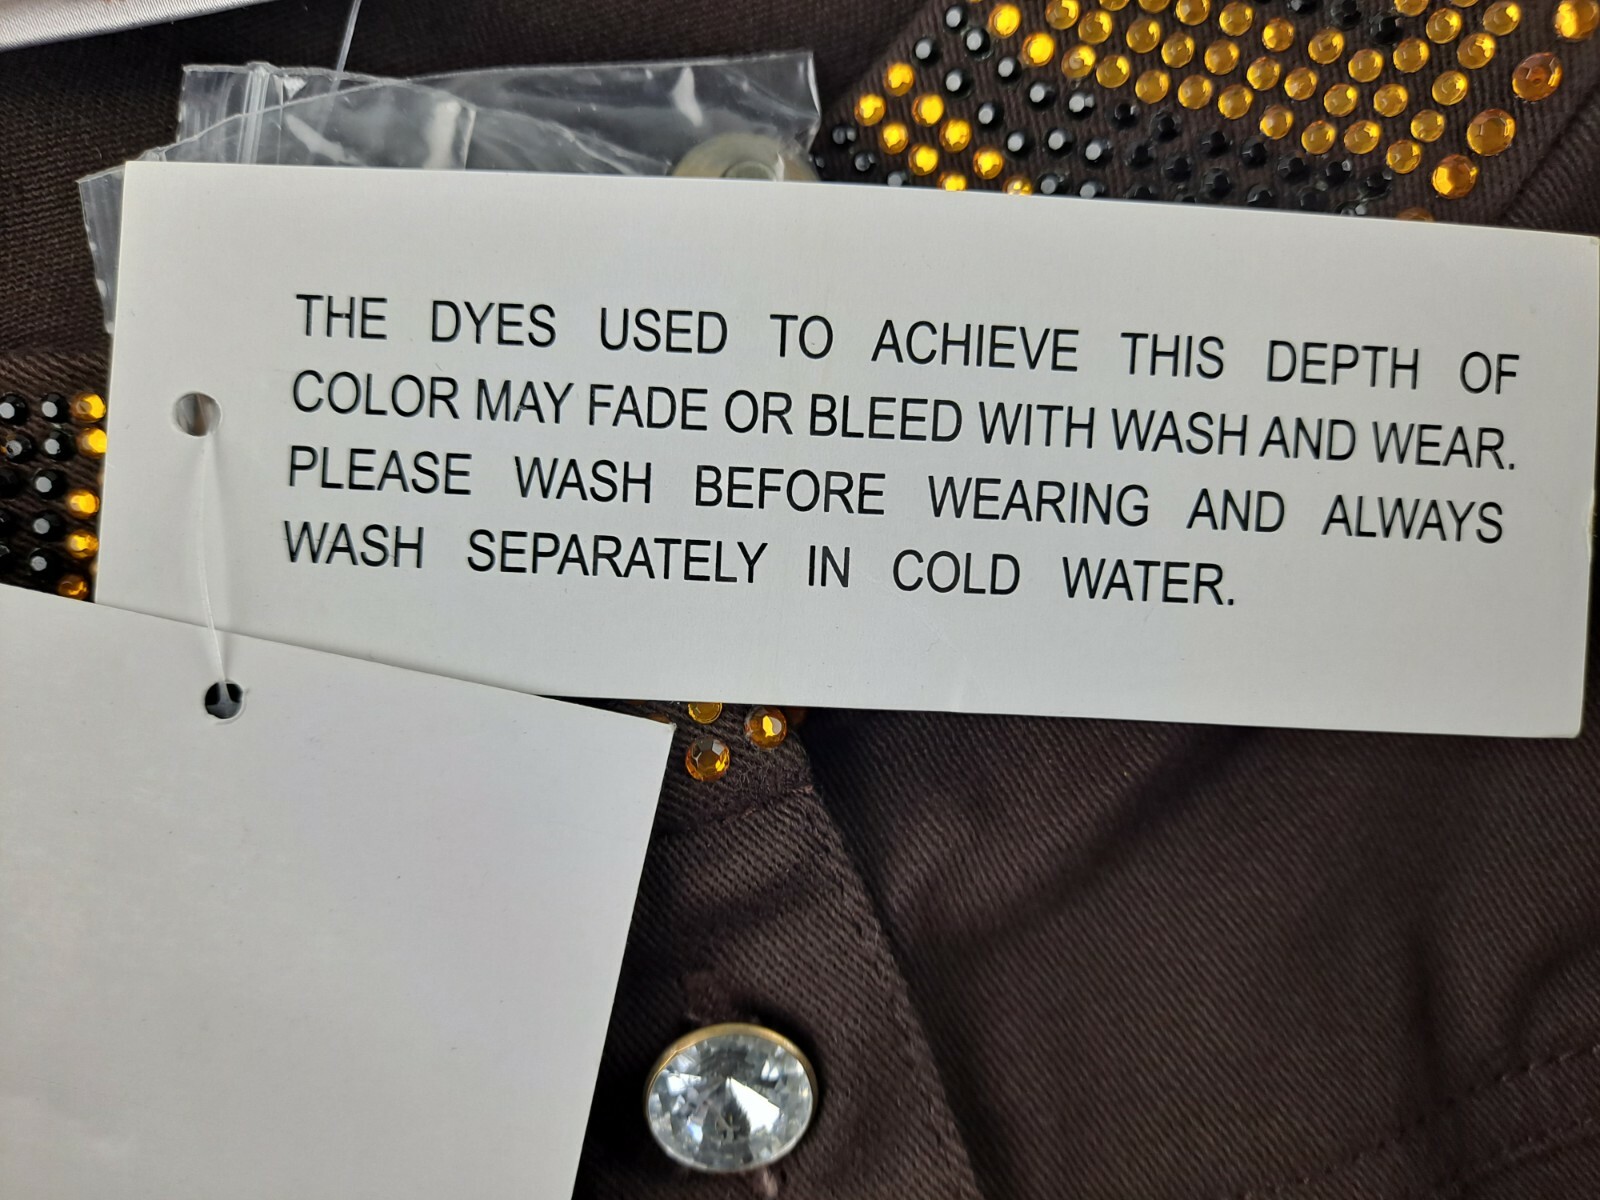 THE DYES USED TO ACHIEVE THIS DEPTH OF
COLOR MAY FADE OR BLEED WITH WASH AND WEAR.
PLEASE WASH BEFORE WEARING AND ALWAYS
WASH SEPARATELY IN COLD WATER.